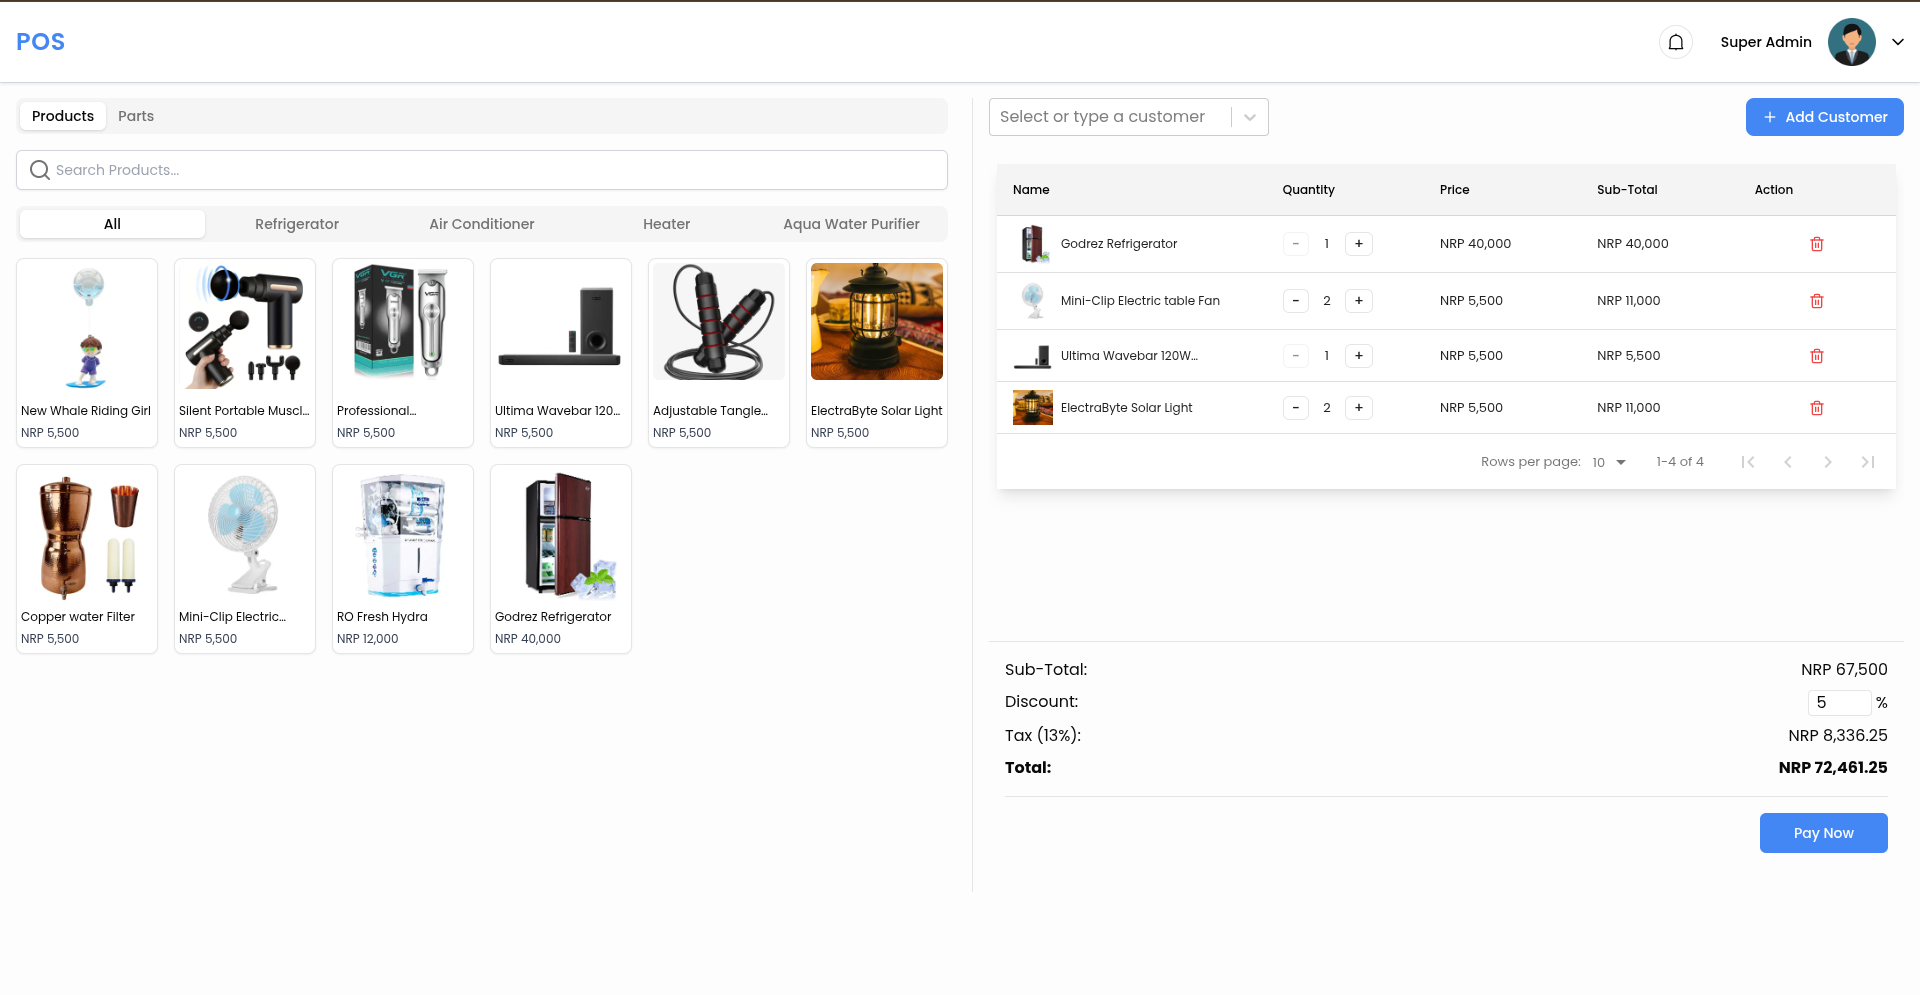 POS
Super Admin
Products Parts
Search Products...
All Refrigerator Air Conditioner Heater Aqua Water Purifier
New Whale Riding Girl
NRP 5,500
Silent Portable Muscl...
NRP 5,500
VGR
VGR
Professional...
NRP 5,500
Ultima Wavebar 120...
NRP 5,500
Adjustable Tangle...
NRP 5,500
ElectraByte Solar Light
NRP 5,500
Copper water Filter
NRP 5,500
Mini-Clip Electric...
NRP 5,500
RO Fresh Hydra
NRP 12,000
Godrez Refrigerator
NRP 40,000
Select or type a customer
+ Add Customer
Name Quantity Price Sub-Total Action
Godrez Refrigerator - 1 + NRP 40,000 NRP 40,000
Mini-Clip Electric table Fan - 2 + NRP 5,500 NRP 11,000
Ultima Wavebar 120W... - 1 + NRP 5,500 NRP 5,500
ElectraByte Solar Light - 2 + NRP 5,500 NRP 11,000
Rows per page: 10 1-4 of 4
Sub-Total: NRP 67,500
Discount: 5 %
Tax (13%): NRP 8,336.25
Total: NRP 72,461.25
Pay Now